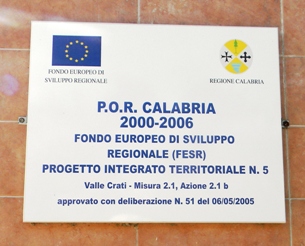 FONDO EUROPEO DI
SVILUPPO REGIONALE
REGIONE CALABRIA
P.O.R. CALABRIA
2000-2006
FONDO EUROPEO DI SVILUPPO
REGIONALE (FESR)
PROGETTO INTEGRATO TERRITORIALE N. 5
Valle Crati - Misura 2.1, Azione 2.1 b
approvato con deliberazione N. 51 del 06/05/2005